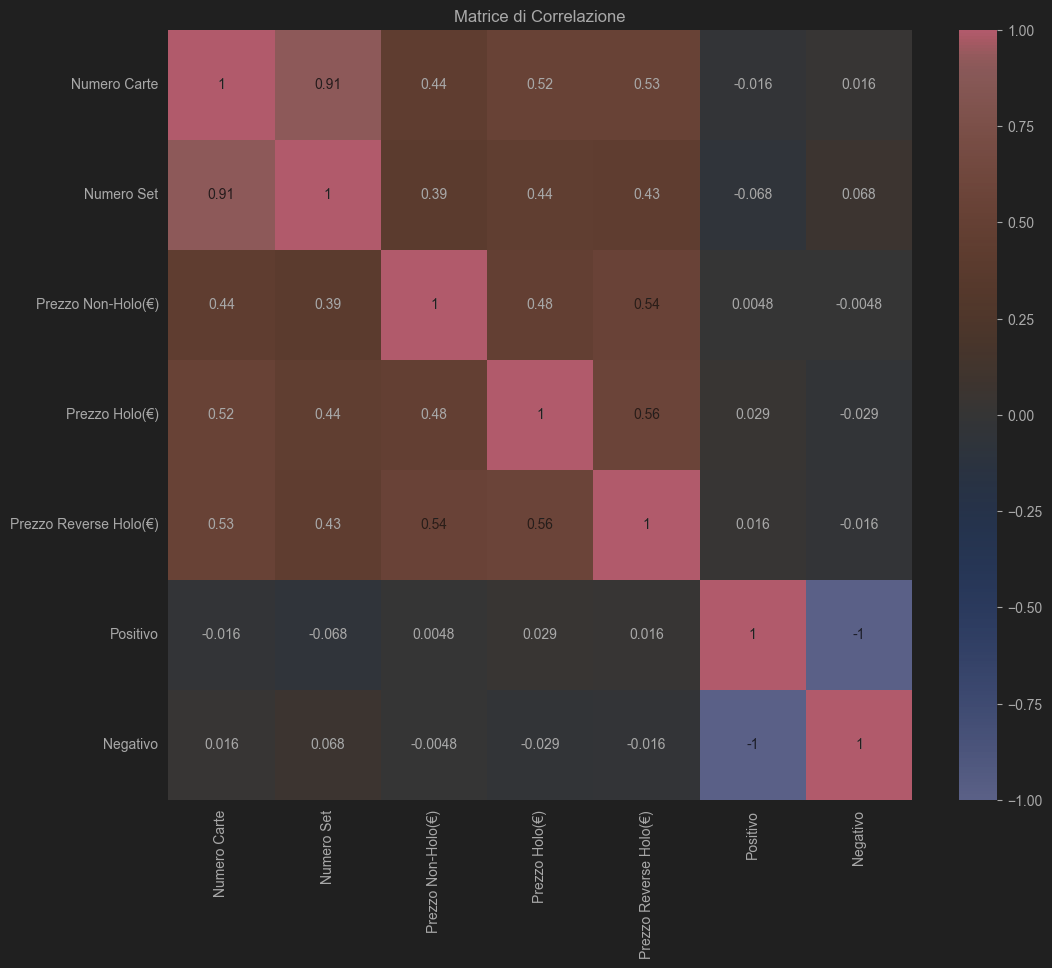 Matrice di Correlazione
Numero Carte 1 0.91 0.44 0.52 0.53 -0.016 0.016
Numero Set 0.91 1 0.39 0.44 0.43 -0.068 0.068
Prezzo Non-Holo(€) 0.44 0.39 1 0.48 0.54 0.0048 -0.0048
Prezzo Holo(€) 0.52 0.44 0.48 1 0.56 0.029 -0.029
Prezzo Reverse Holo(€) 0.53 0.43 0.54 0.56 1 0.016 -0.016
Positivo -0.016 -0.068 0.0048 0.029 0.016 1 -1
Negativo 0.016 0.068 -0.0048 -0.029 -0.016 -1 1
Numero Carte
Numero Set
Prezzo Non-Holo(€)
Prezzo Holo(€)
Prezzo Reverse Holo(€)
Positivo
Negativo
1.00
0.75
0.50
0.25
0.00
−0.25
−0.50
−0.75
−1.00